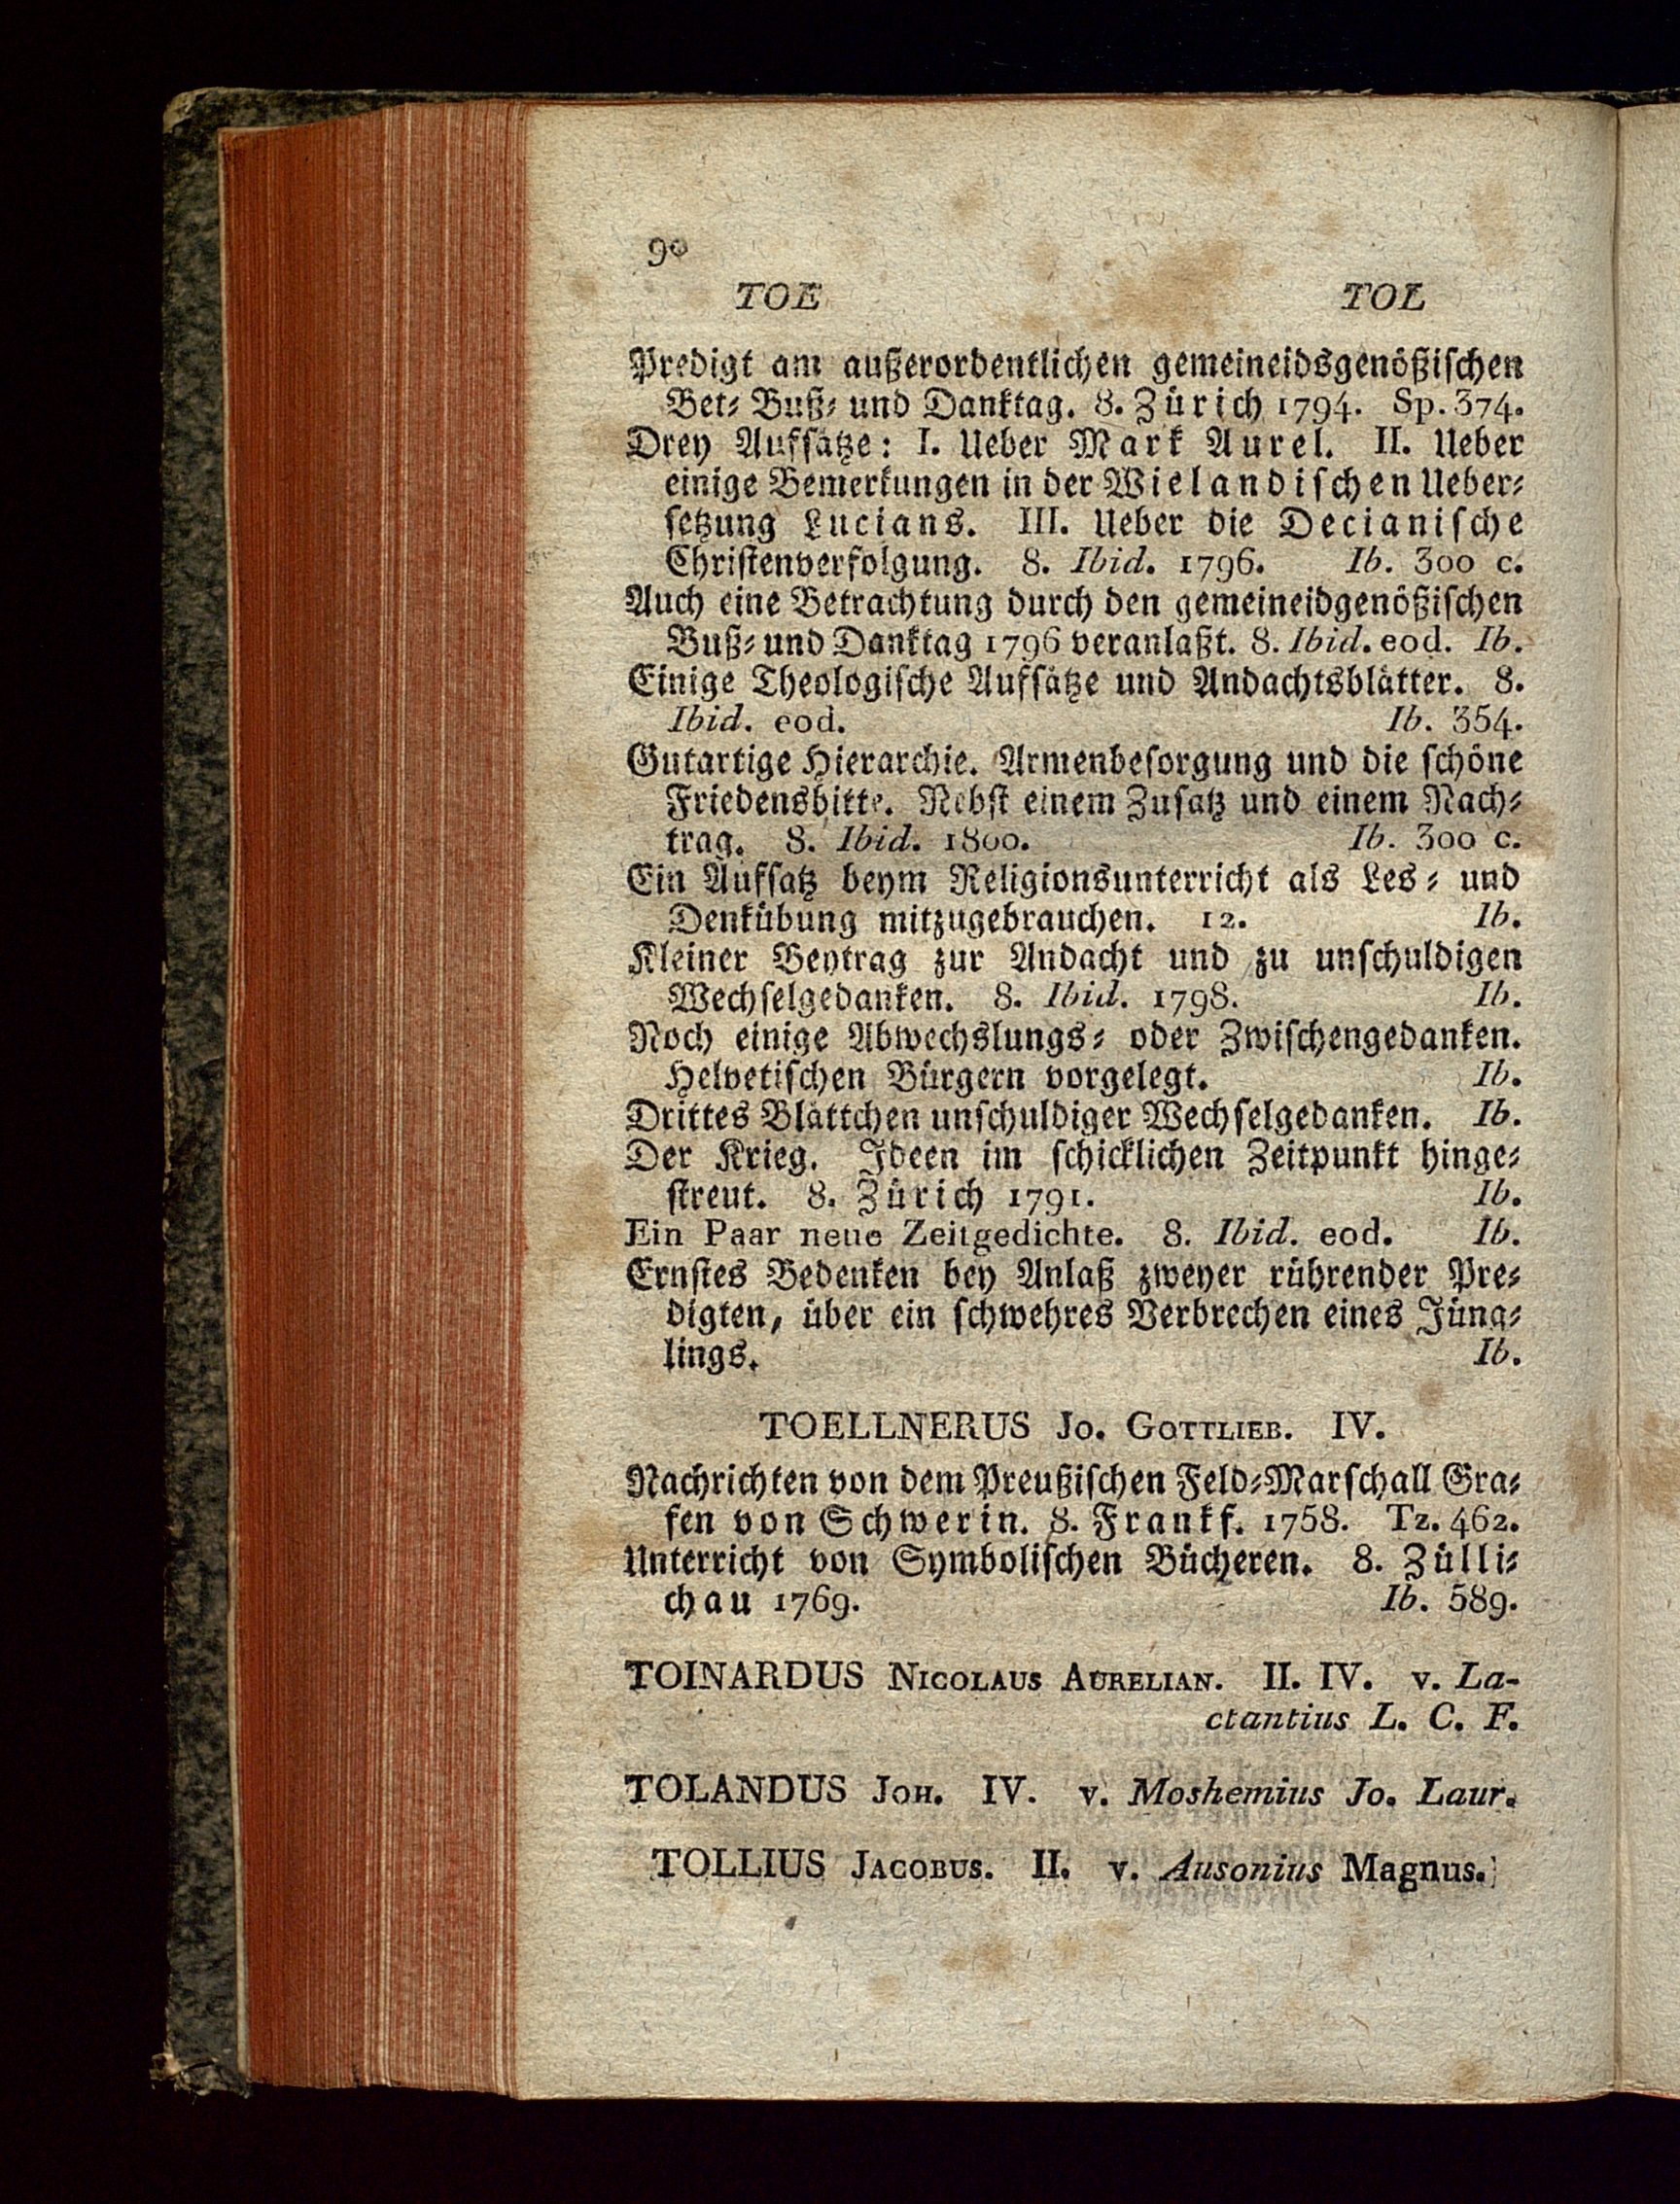 90
TOE TOL
Predigt am außerordentlichen gemeineidsgenößischen
Bet- Buß- und Danktag. 8. Zürich 1794. Sp. 374.
Drey Aufsätze: I. Ueber Mark Aurel. II. Ueber
einige Bemerkungen in der Wielandischen Ueber-
setzung Lucians. III. Ueber die Decianische
Christenverfolgung. 8. Ibid. 1796. Ib. 300 c.
Auch eine Betrachtung durch den gemeineidgenößischen
Buß- und Danktag 1796 veranlaßt. 8. Ibid. eod. Ib.
Einige Theologische Aufsätze und Andachtsblätter. 8.
Ibid. eod. Ib. 354.
Gutartige Hierarchie. Armenbesorgung und die schöne
Friedensbitte. Nebst einem Zusatz und einem Nach-
trag. 8. Ibid. 1800. Ib. 300 c.
Ein Aufsatz beym Religionsunterricht als Les- und
Denkübung mitzugebrauchen. 12. Ib.
Kleiner Beytrag zur Andacht und zu unschuldigen
Wechselgedanken. 8. Ibid. 1798. Ib.
Noch einige Abwechslungs- oder Zwischengedanken.
Helvetischen Bürgern vorgelegt. Ib.
Drittes Blättchen unschuldiger Wechselgedanken. Ib.
Der Krieg. Ideen im schicklichen Zeitpunkt hinge-
streut. 8. Zürich 1791. Ib.
Ein Paar neue Zeitgedichte. 8. Ibid. eod. Ib.
Ernstes Bedenken bey Anlaß zweyer rührender Pre-
digten, über ein schwehres Verbrechen eines Jüng-
lings. Ib.
TOELLNERUS Jo. Gottlieb. IV.
Nachrichten von dem Preußischen Feld-Marschall Gra-
fen von Schwerin. 8. Frankf. 1758. Tz. 462.
Unterricht von Symbolischen Bücheren. 8. Zülli-
chau 1769. Ib. 589.
TOINARDUS Nicolaus Aurelian. II. IV. v. La-
ctantius L. C. F.
TOLANDUS Joh. IV. v. Moshemius Jo. Laur.
TOLLIUS Jacobus. II. v. Ausonius Magnus.